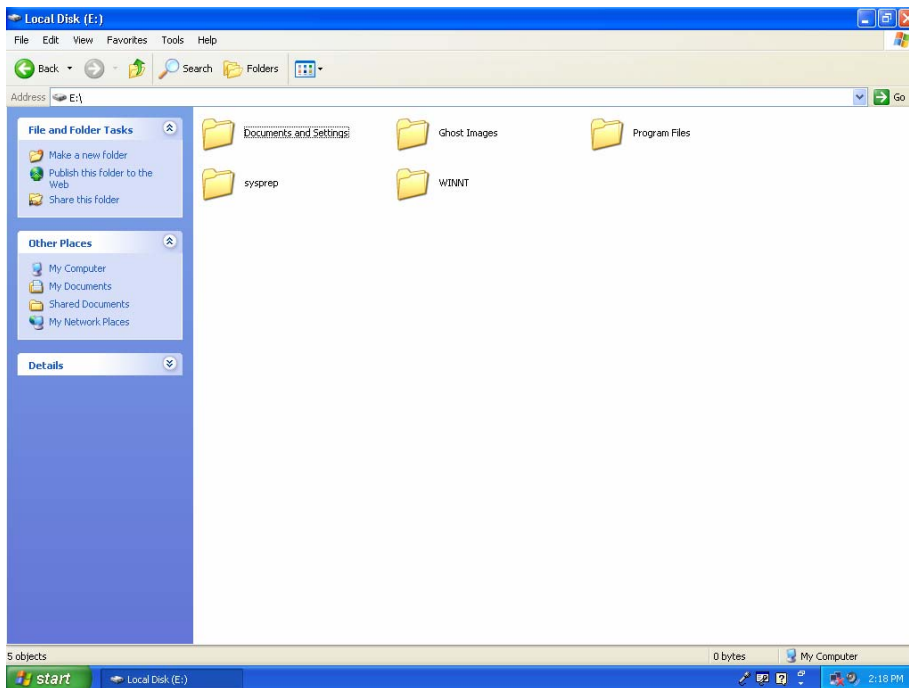 Local Disk (E:)
File Edit View Favorites Tools Help
Back Search Folders
Address E:\ Go
File and Folder Tasks
Make a new folder
Publish this folder to the
Web
Share this folder
Other Places
My Computer
My Documents
Shared Documents
My Network Places
Details
Documents and Settings
Ghost Images
Program Files
sysprep
WINNT
5 objects 0 bytes My Computer
start Local Disk (E:) 2:18 PM